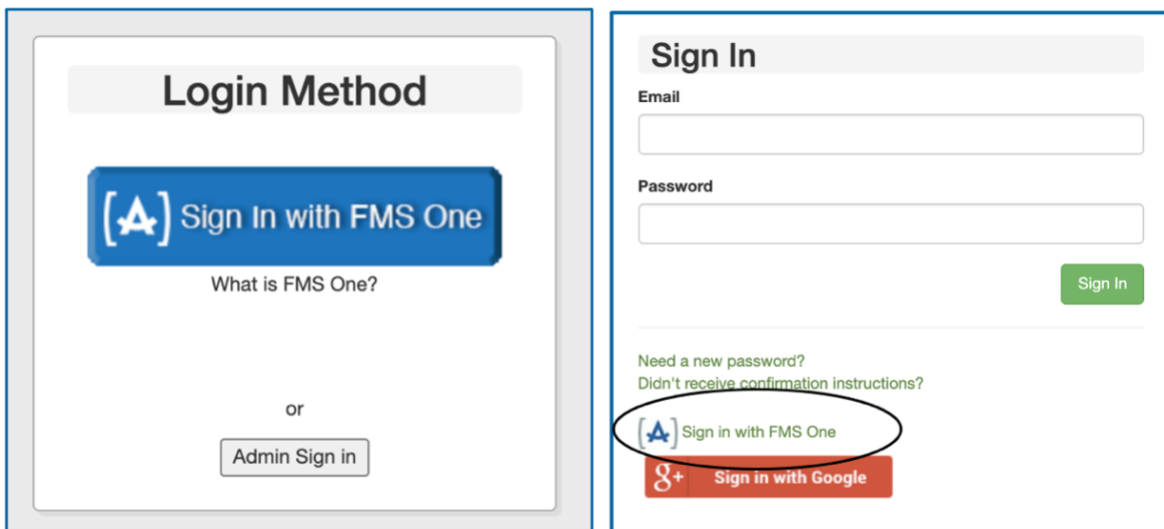 Login Method
[A] Sign In with FMS One
What is FMS One?
or
Admin Sign in
Sign In
Email
Password
Sign In
Need a new password?
Didn't receive confirmation instructions?
[A] Sign in with FMS One
g+ Sign in with Google